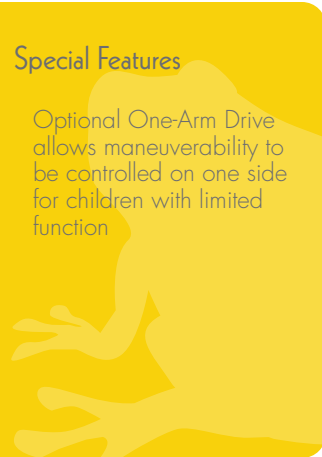 Special Features
Optional One-Arm Drive
allows maneuverability to
be controlled on one side
for children with limited
function